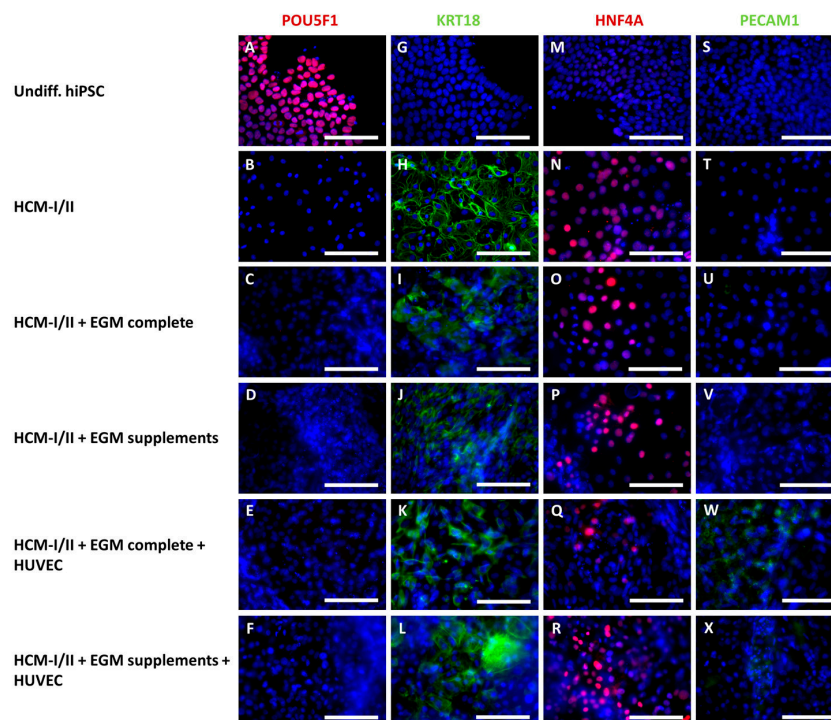 POU5F1 KRT18 HNF4A PECAM1
Undiff. hiPSC A G M S
HCM-I/II B H N T
HCM-I/II + EGM complete C I O U
HCM-I/II + EGM supplements D J P V
HCM-I/II + EGM complete + E K Q W
HUVEC
HCM-I/II + EGM supplements + F L R X
HUVEC